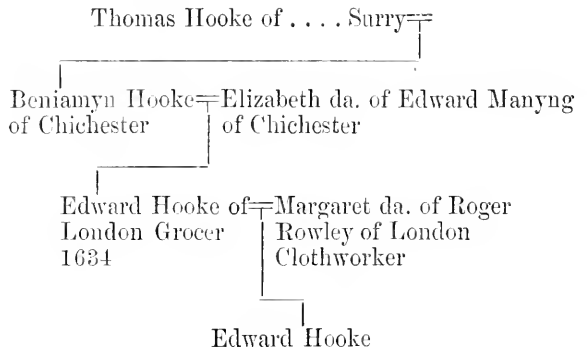 Thomas Hooke of .... Surry
Beniamyn Hooke Elizabeth da. of Edward Manyng
of Chichester of Chichester
Edward Hooke of Margaret da. of Roger
London Grocer Rowley of London
1634 Clothworker
Edward Hooke